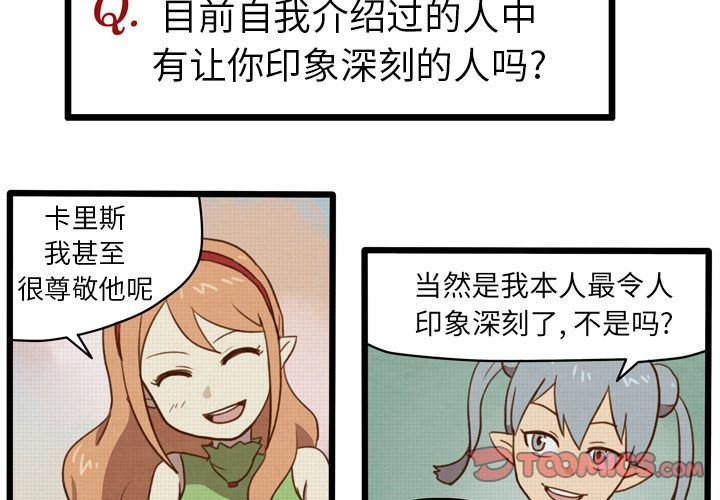 Q. 目前自我介绍过的人中
有让你印象深刻的人吗?
卡里斯
我甚至
很尊敬他呢
当然是我本人最令人
印象深刻了, 不是吗?
TOOMICS.COM